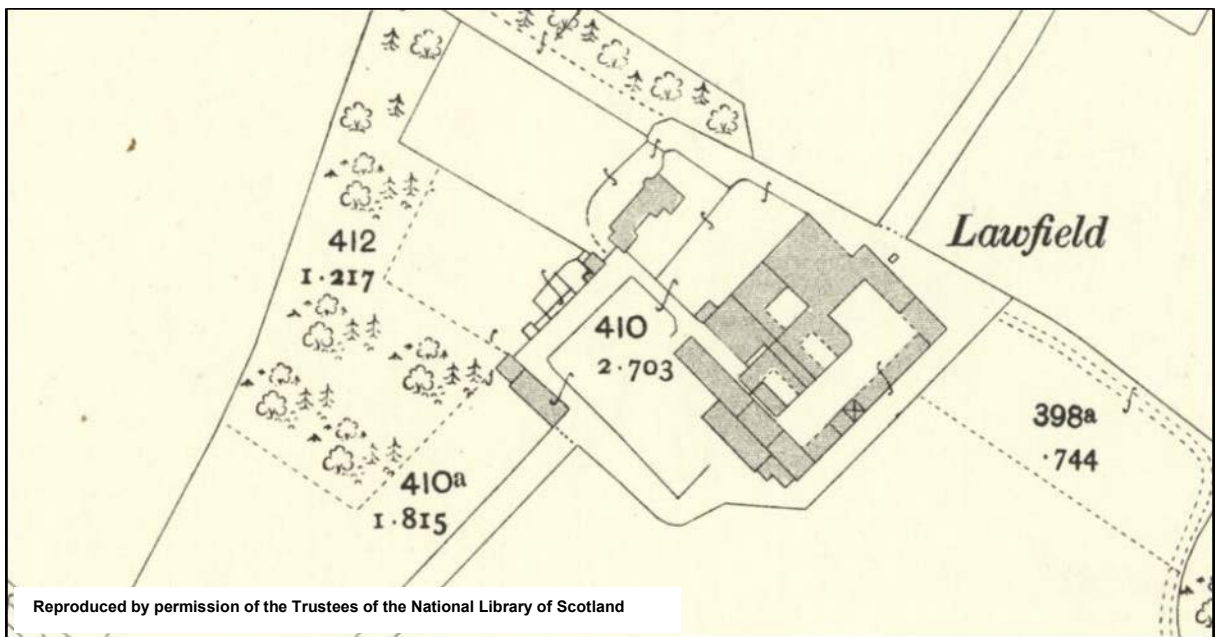 Lawfield
412
1·217
410
2·703
398a
·744
410a
1·815
Reproduced by permission of the Trustees of the National Library of Scotland